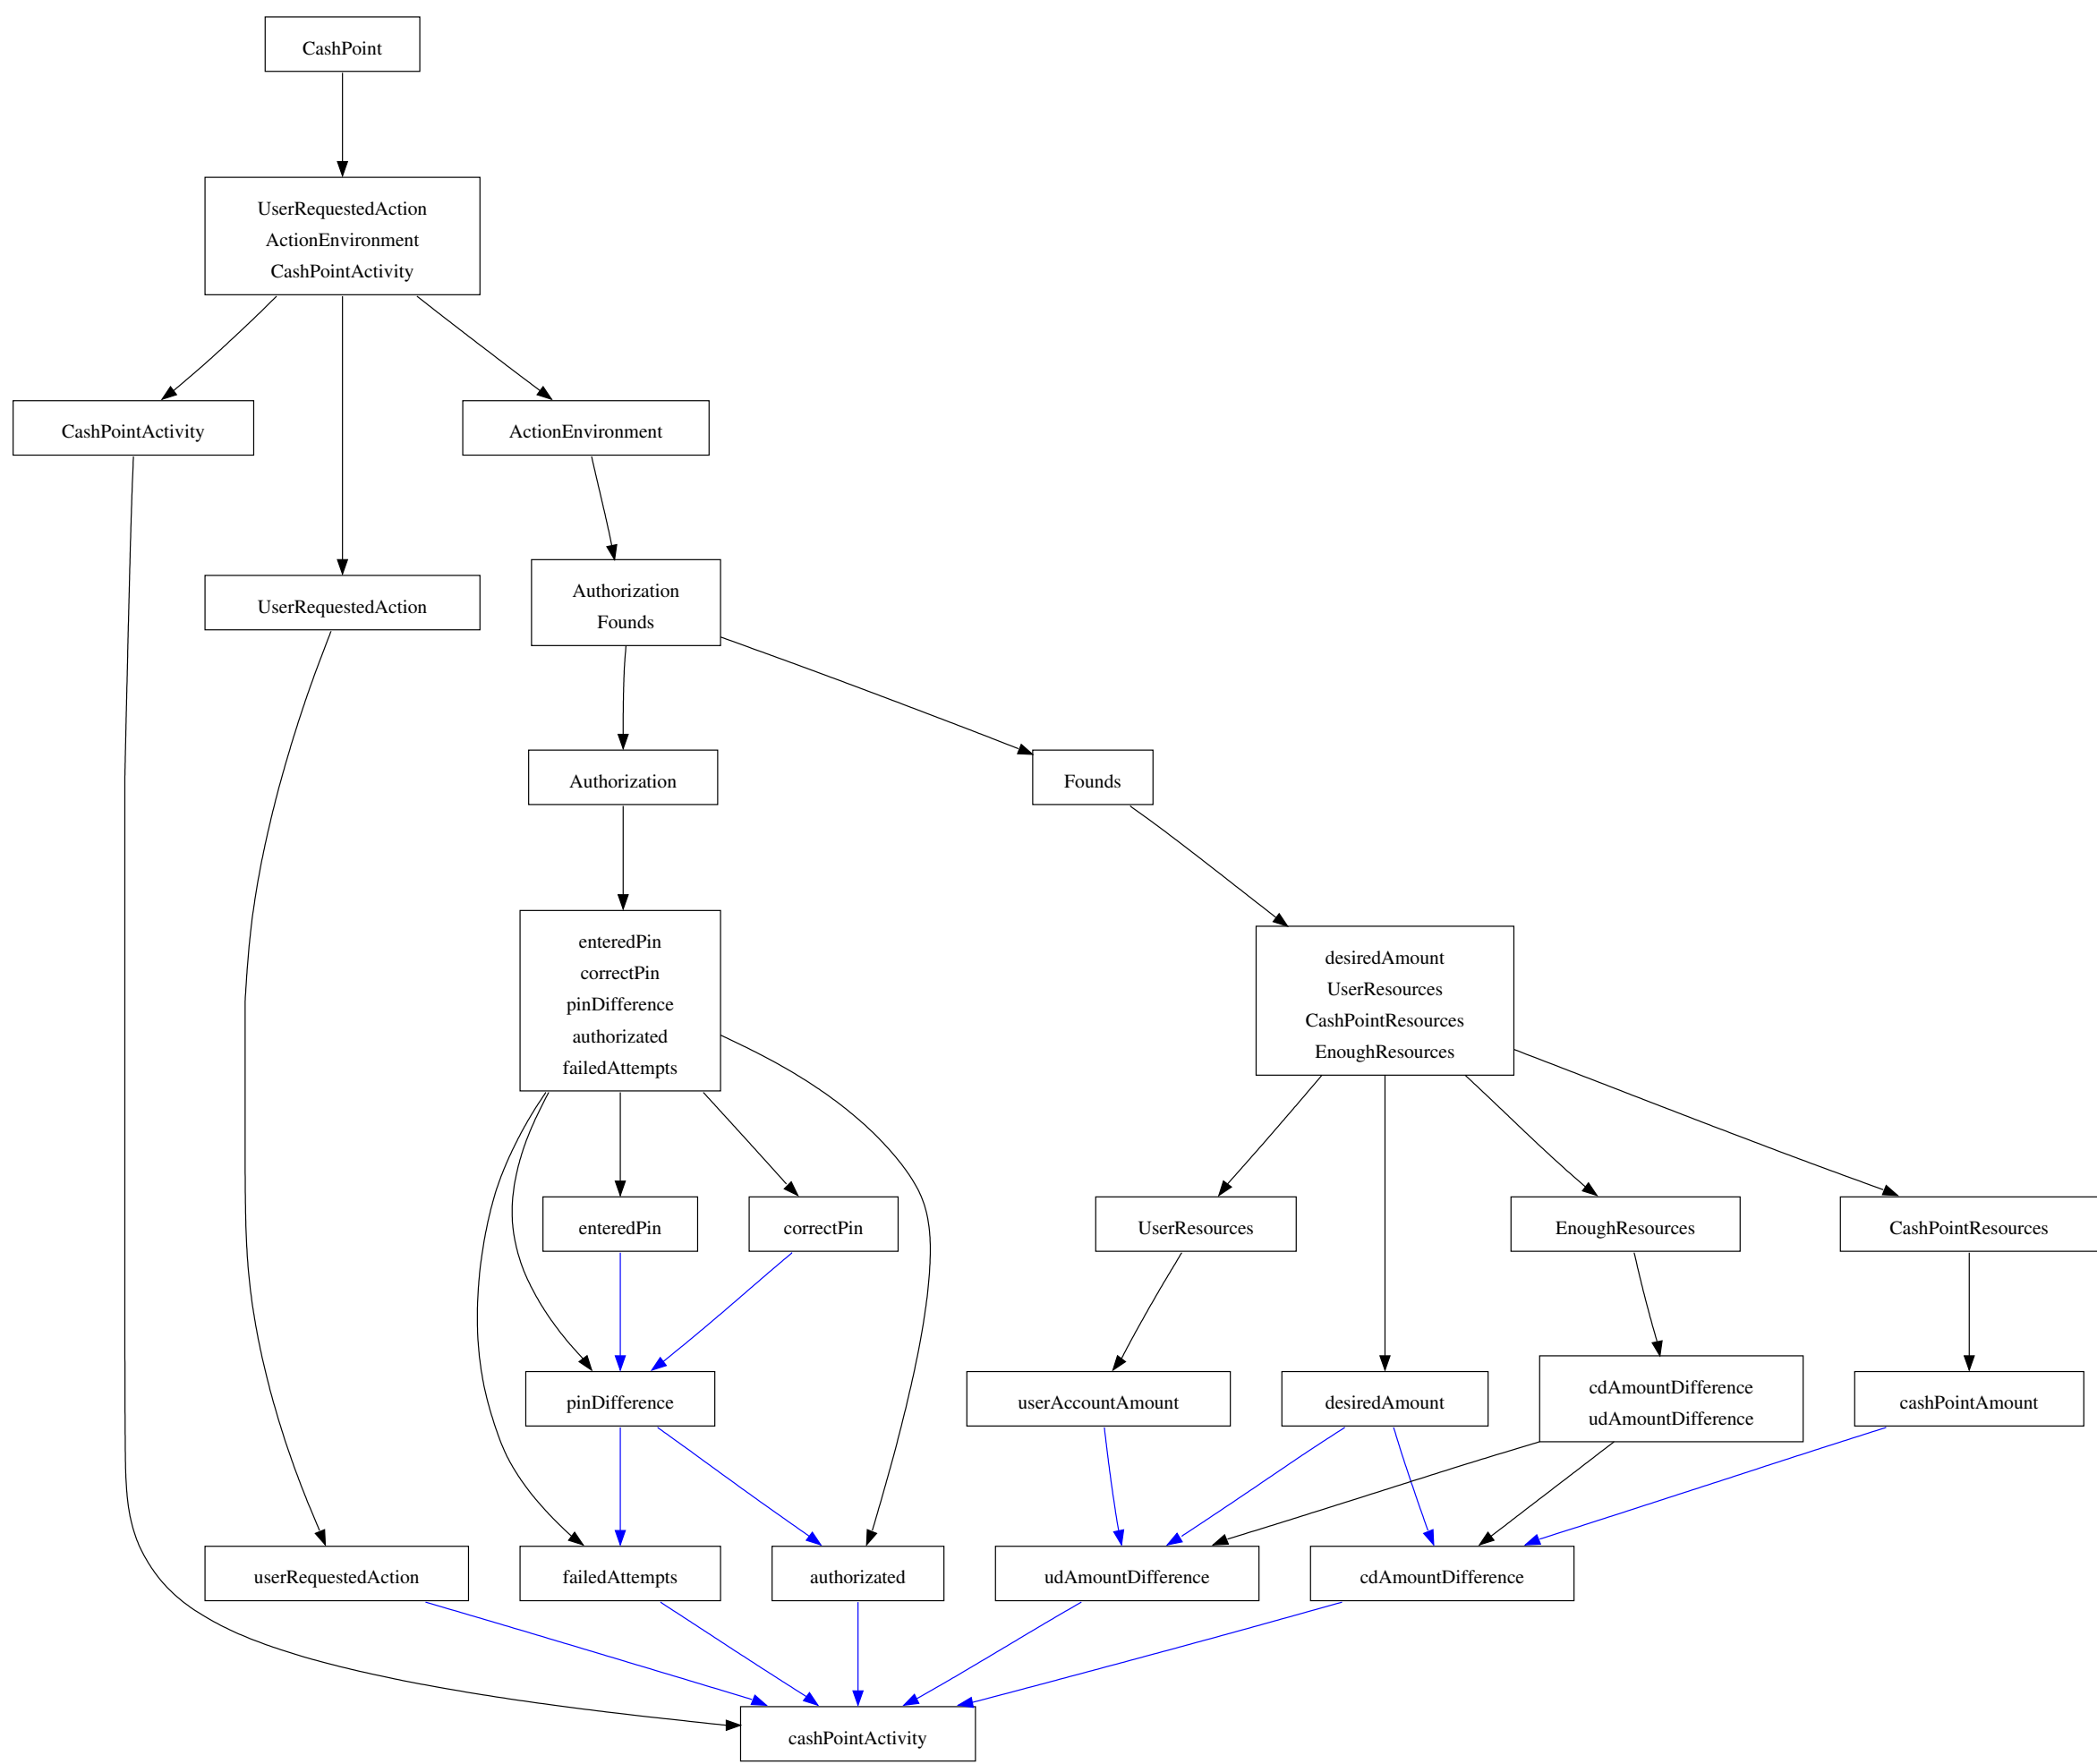 CashPoint
UserRequestedAction
ActionEnvironment
CashPointActivity
CashPointActivity
ActionEnvironment
UserRequestedAction
Authorization
Founds
Authorization
Founds
enteredPin
correctPin
pinDifference
authorizated
failedAttempts
desiredAmount
UserResources
CashPointResources
EnoughResources
enteredPin
correctPin
UserResources
EnoughResources
CashPointResources
pinDifference
userAccountAmount
desiredAmount
cdAmountDifference
udAmountDifference
cashPointAmount
userRequestedAction
failedAttempts
authorizated
udAmountDifference
cdAmountDifference
cashPointActivity